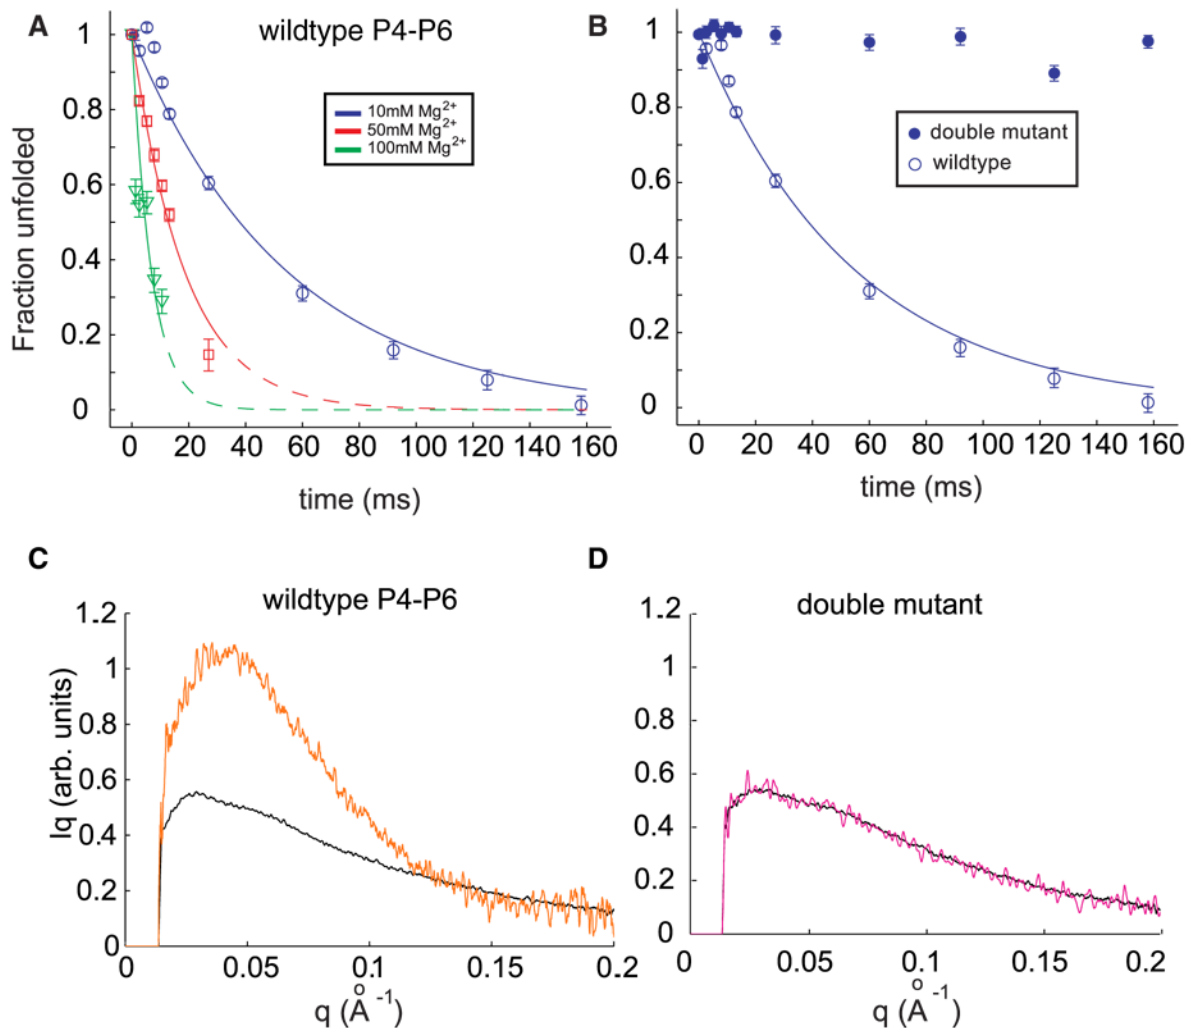 A
wildtype P4-P6
10mM Mg2+
50mM Mg2+
100mM Mg2+
Fraction unfolded
1
0.8
0.6
0.4
0.2
0
0 20 40 60 80 100 120 140 160
time (ms)
B
double mutant
wildtype
1
0.8
0.6
0.4
0.2
0
0 20 40 60 80 100 120 140 160
time (ms)
C
wildtype P4-P6
Iq (arb. units)
1.2
1
0.8
0.6
0.4
0.2
0
0 0.05 0.1 0.15 0.2
q (Å-1)
D
double mutant
1.2
1
0.8
0.6
0.4
0.2
0
0 0.05 0.1 0.15 0.2
q (Å-1)